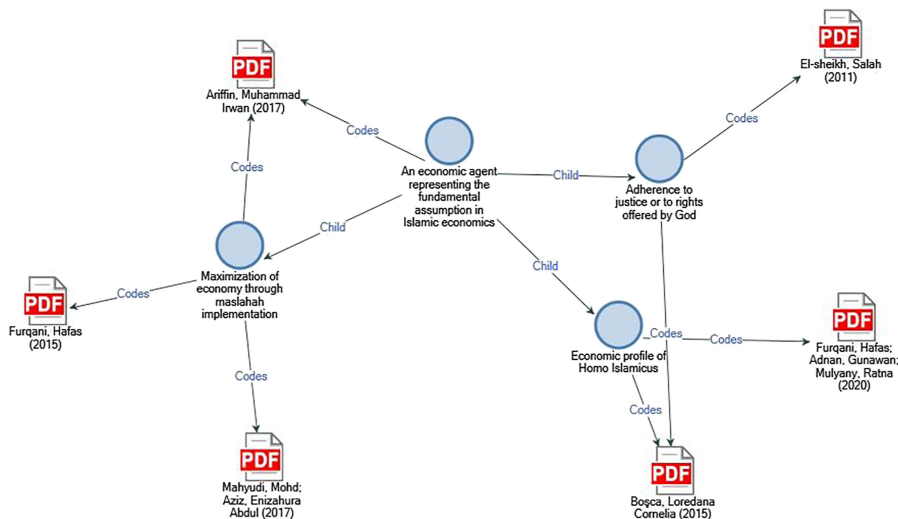 PDF
El-sheikh, Salah
(2011)
PDF
Ariffin, Muhammad
Irwan (2017)
Codes
Codes
Codes
An economic agent
representing the
fundamental
assumption in
Islamic economics
Child
Adherence to
justice or to rights
offered by God
Child
Child
Codes
Maximization of
economy through
maslahah
implementation
Codes
PDF
Furqani, Hafas
(2015)
Economic profile of
Homo Islamicus
Codes
Codes
PDF
Furqani, Hafas;
Adnan, Gunawan;
Mulyany, Ratna
(2020)
Codes
Codes
PDF
Mahyudi, Mohd;
Aziz, Enizahura
Abdul (2017)
PDF
Boşca, Loredana
Cornelia (2015)